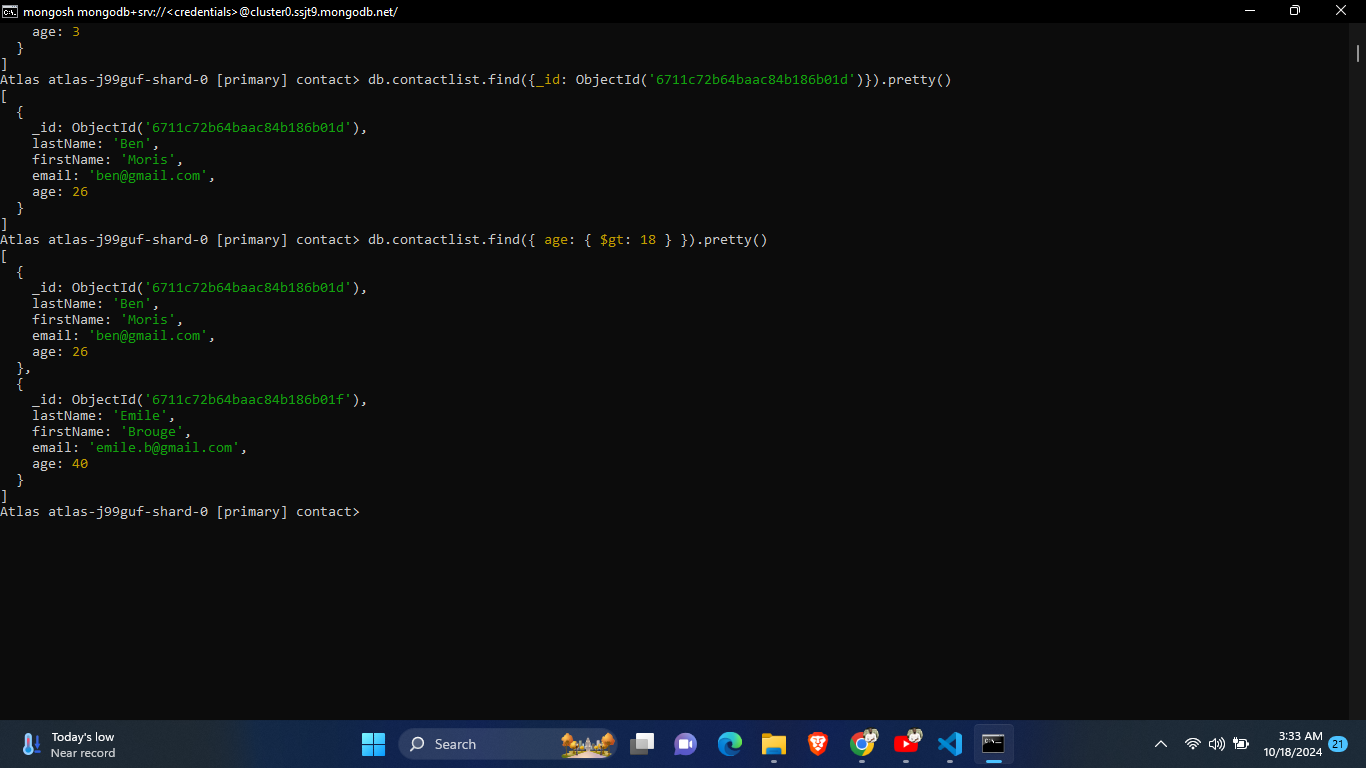 mongosh mongodb+srv://<credentials>@cluster0.ssjt9.mongodb.net/
    age: 3
  }
]
Atlas atlas-j99guf-shard-0 [primary] contact> db.contactlist.find({_id: ObjectId('6711c72b64baac84b186b01d')}).pretty()
[
  {
    _id: ObjectId('6711c72b64baac84b186b01d'),
    lastName: 'Ben',
    firstName: 'Moris',
    email: 'ben@gmail.com',
    age: 26
  }
]
Atlas atlas-j99guf-shard-0 [primary] contact> db.contactlist.find({ age: { $gt: 18 } }).pretty()
[
  {
    _id: ObjectId('6711c72b64baac84b186b01d'),
    lastName: 'Ben',
    firstName: 'Moris',
    email: 'ben@gmail.com',
    age: 26
  },
  {
    _id: ObjectId('6711c72b64baac84b186b01f'),
    lastName: 'Emile',
    firstName: 'Brouge',
    email: 'emile.b@gmail.com',
    age: 40
  }
]
Atlas atlas-j99guf-shard-0 [primary] contact>
Today's low
Near record
Search
3:33 AM
10/18/2024
21